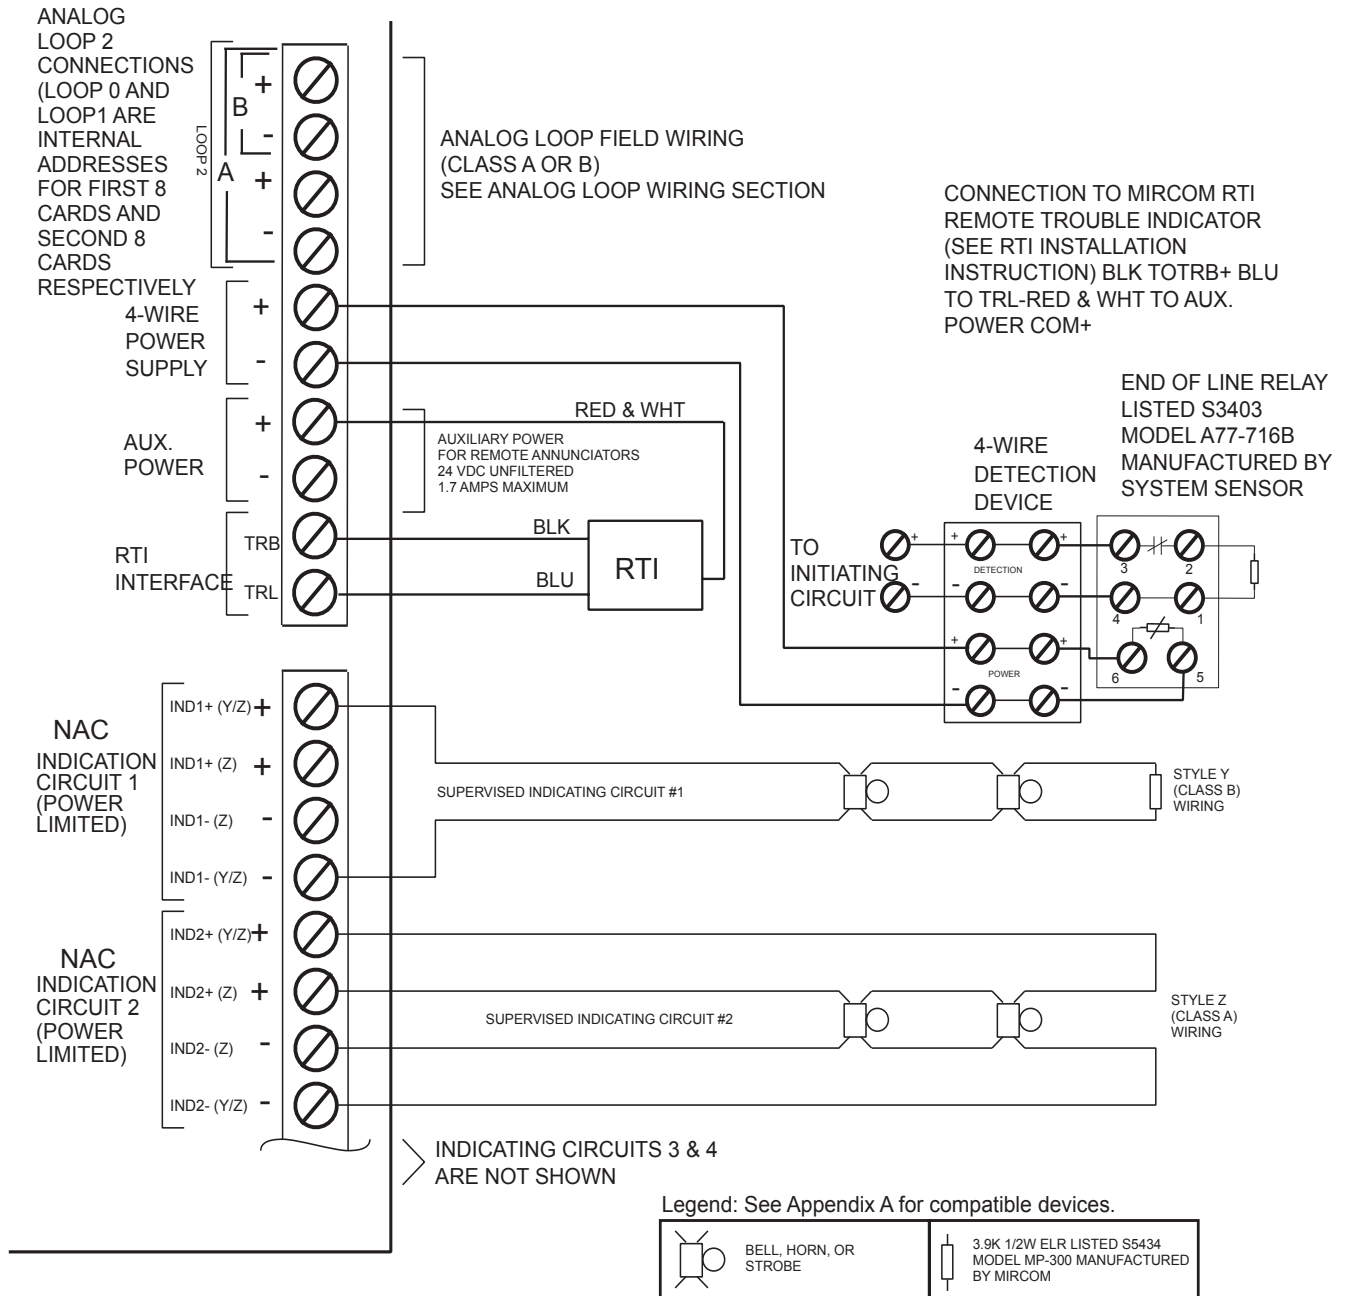 ANALOG
LOOP 2
CONNECTIONS
(LOOP 0 AND
LOOP1 ARE
INTERNAL
ADDRESSES
FOR FIRST 8
CARDS AND
SECOND 8
CARDS
RESPECTIVELY
LOOP 2
B
A
+
-
+
-
ANALOG LOOP FIELD WIRING
(CLASS A OR B)
SEE ANALOG LOOP WIRING SECTION
4-WIRE
POWER
SUPPLY
+
-
AUX.
POWER
+
-
RED & WHT
AUXILIARY POWER
FOR REMOTE ANNUNCIATORS
24 VDC UNFILTERED
1.7 AMPS MAXIMUM
RTI
INTERFACE
TRB
TRL
BLK
BLU
RTI
CONNECTION TO MIRCOM RTI
REMOTE TROUBLE INDICATOR
(SEE RTI INSTALLATION
INSTRUCTION) BLK TOTRB+ BLU
TO TRL-RED & WHT TO AUX.
POWER COM+
END OF LINE RELAY
LISTED S3403
MODEL A77-716B
MANUFACTURED BY
SYSTEM SENSOR
4-WIRE
DETECTION
DEVICE
TO
INITIATING
CIRCUIT
+ + +
DETECTION
3 2
- - -
4 1
+ +
POWER
6 5
- -
NAC
INDICATION
CIRCUIT 1
(POWER
LIMITED)
IND1+ (Y/Z) +
IND1+ (Z) +
IND1- (Z) -
IND1- (Y/Z) -
SUPERVISED INDICATING CIRCUIT #1
STYLE Y
(CLASS B)
WIRING
NAC
INDICATION
CIRCUIT 2
(POWER
LIMITED)
IND2+ (Y/Z) +
IND2+ (Z) +
IND2- (Z) -
IND2- (Y/Z) -
SUPERVISED INDICATING CIRCUIT #2
STYLE Z
(CLASS A)
WIRING
INDICATING CIRCUITS 3 & 4
ARE NOT SHOWN
Legend: See Appendix A for compatible devices.
BELL, HORN, OR
STROBE
3.9K 1/2W ELR LISTED S5434
MODEL MP-300 MANUFACTURED
BY MIRCOM